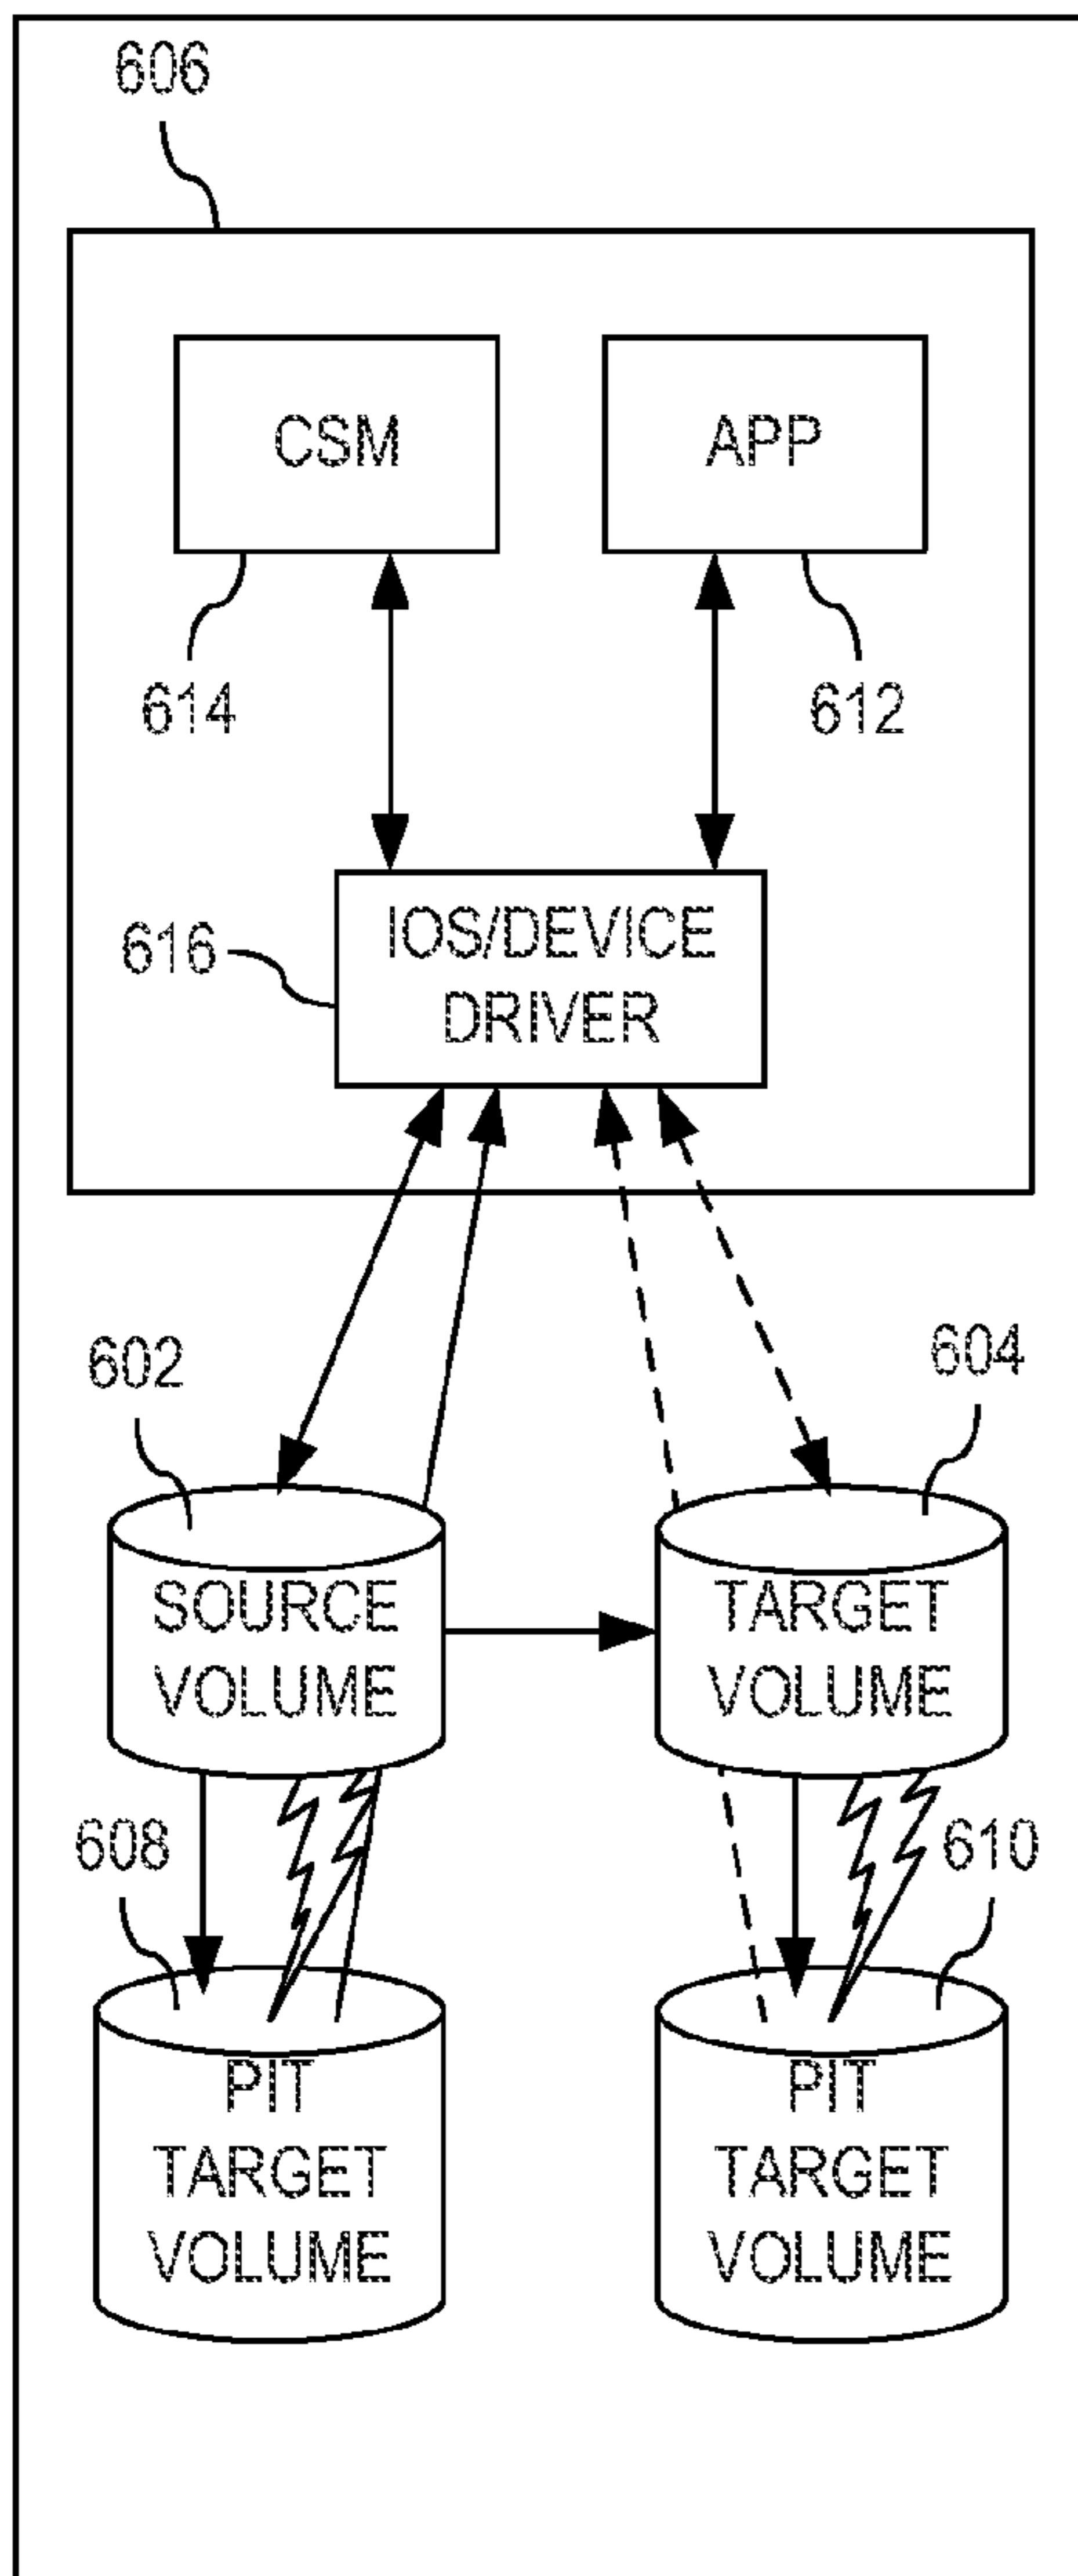 606
CSM
APP
614
612
616
IOS/DEVICE
DRIVER
602
604
SOURCE
VOLUME
TARGET
VOLUME
608
610
PIT
TARGET
VOLUME
PIT
TARGET
VOLUME